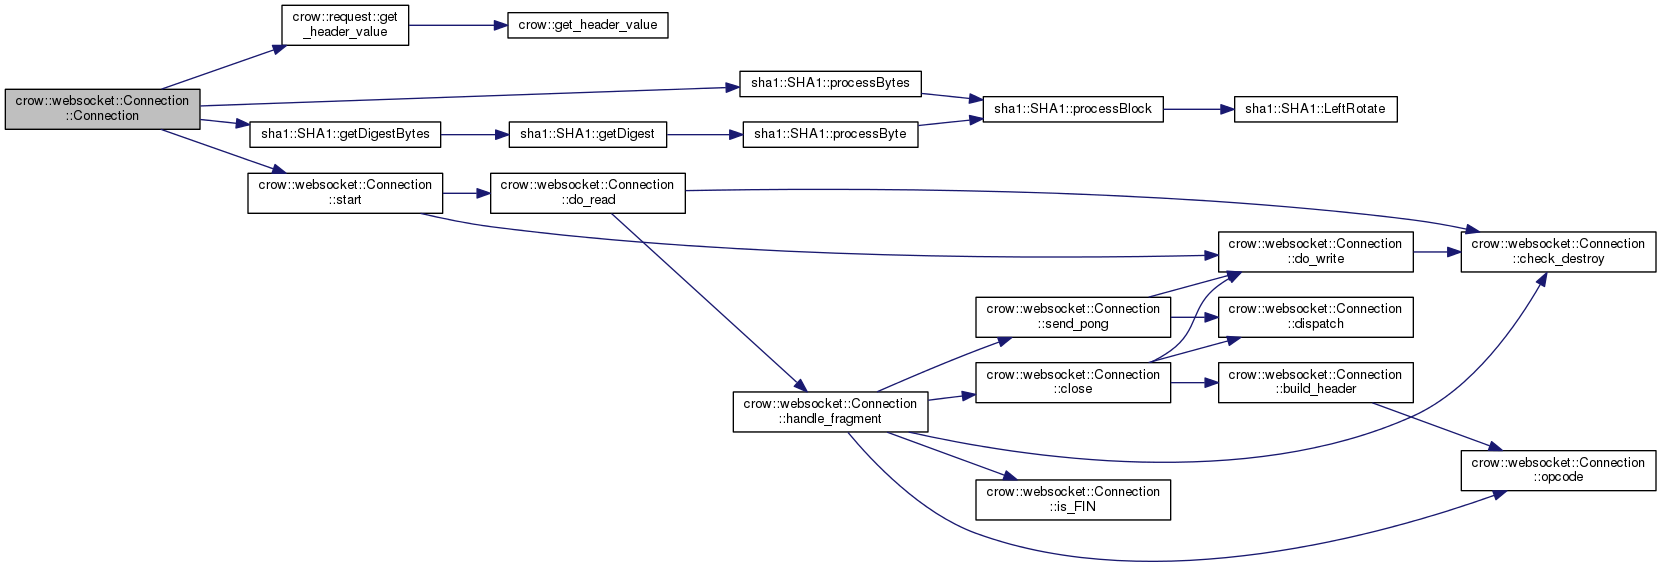 crow::request::get
_header_value
crow::get_header_value
crow::websocket::Connection
::Connection
sha1::SHA1::processBytes
sha1::SHA1::processBlock
sha1::SHA1::LeftRotate
sha1::SHA1::getDigestBytes
sha1::SHA1::getDigest
sha1::SHA1::processByte
crow::websocket::Connection
::start
crow::websocket::Connection
::do_read
crow::websocket::Connection
::do_write
crow::websocket::Connection
::check_destroy
crow::websocket::Connection
::send_pong
crow::websocket::Connection
::dispatch
crow::websocket::Connection
::close
crow::websocket::Connection
::build_header
crow::websocket::Connection
::handle_fragment
crow::websocket::Connection
::opcode
crow::websocket::Connection
::is_FIN